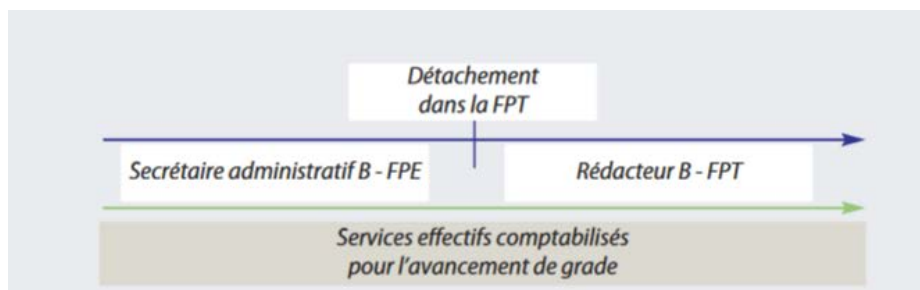 Détachement
dans la FPT
Secrétaire administratif B - FPE
Rédacteur B - FPT
Services effectifs comptabilisés
pour l'avancement de grade